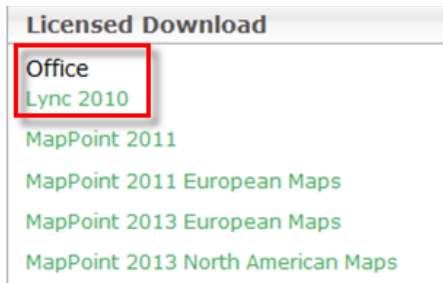 Licensed Download
Office
Lync 2010
MapPoint 2011
MapPoint 2011 European Maps
MapPoint 2013 European Maps
MapPoint 2013 North American Maps